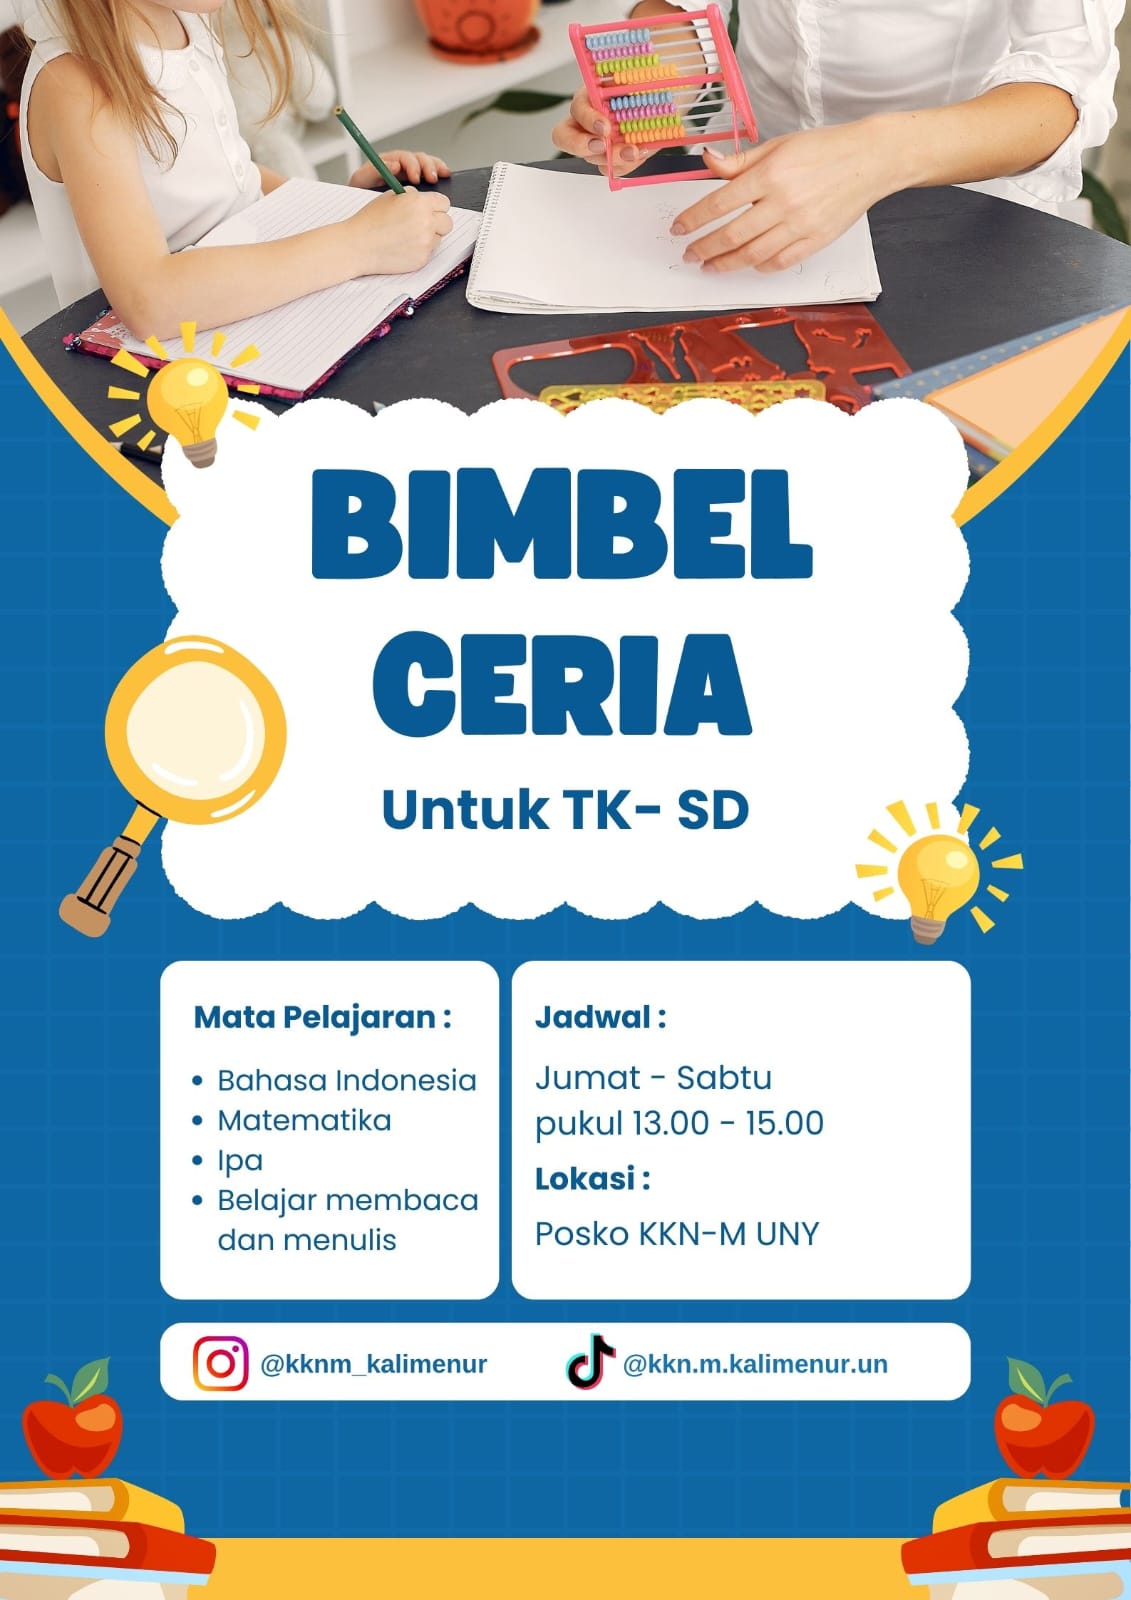 BIMBEL
CERIA
Untuk TK- SD
Mata Pelajaran :
Bahasa Indonesia
Matematika
Ipa
Belajar membaca
dan menulis
Jadwal :
Jumat - Sabtu
pukul 13.00 - 15.00
Lokasi :
Posko KKN-M UNY
@kknm_kalimenur
@kkn.m.kalimenur.un